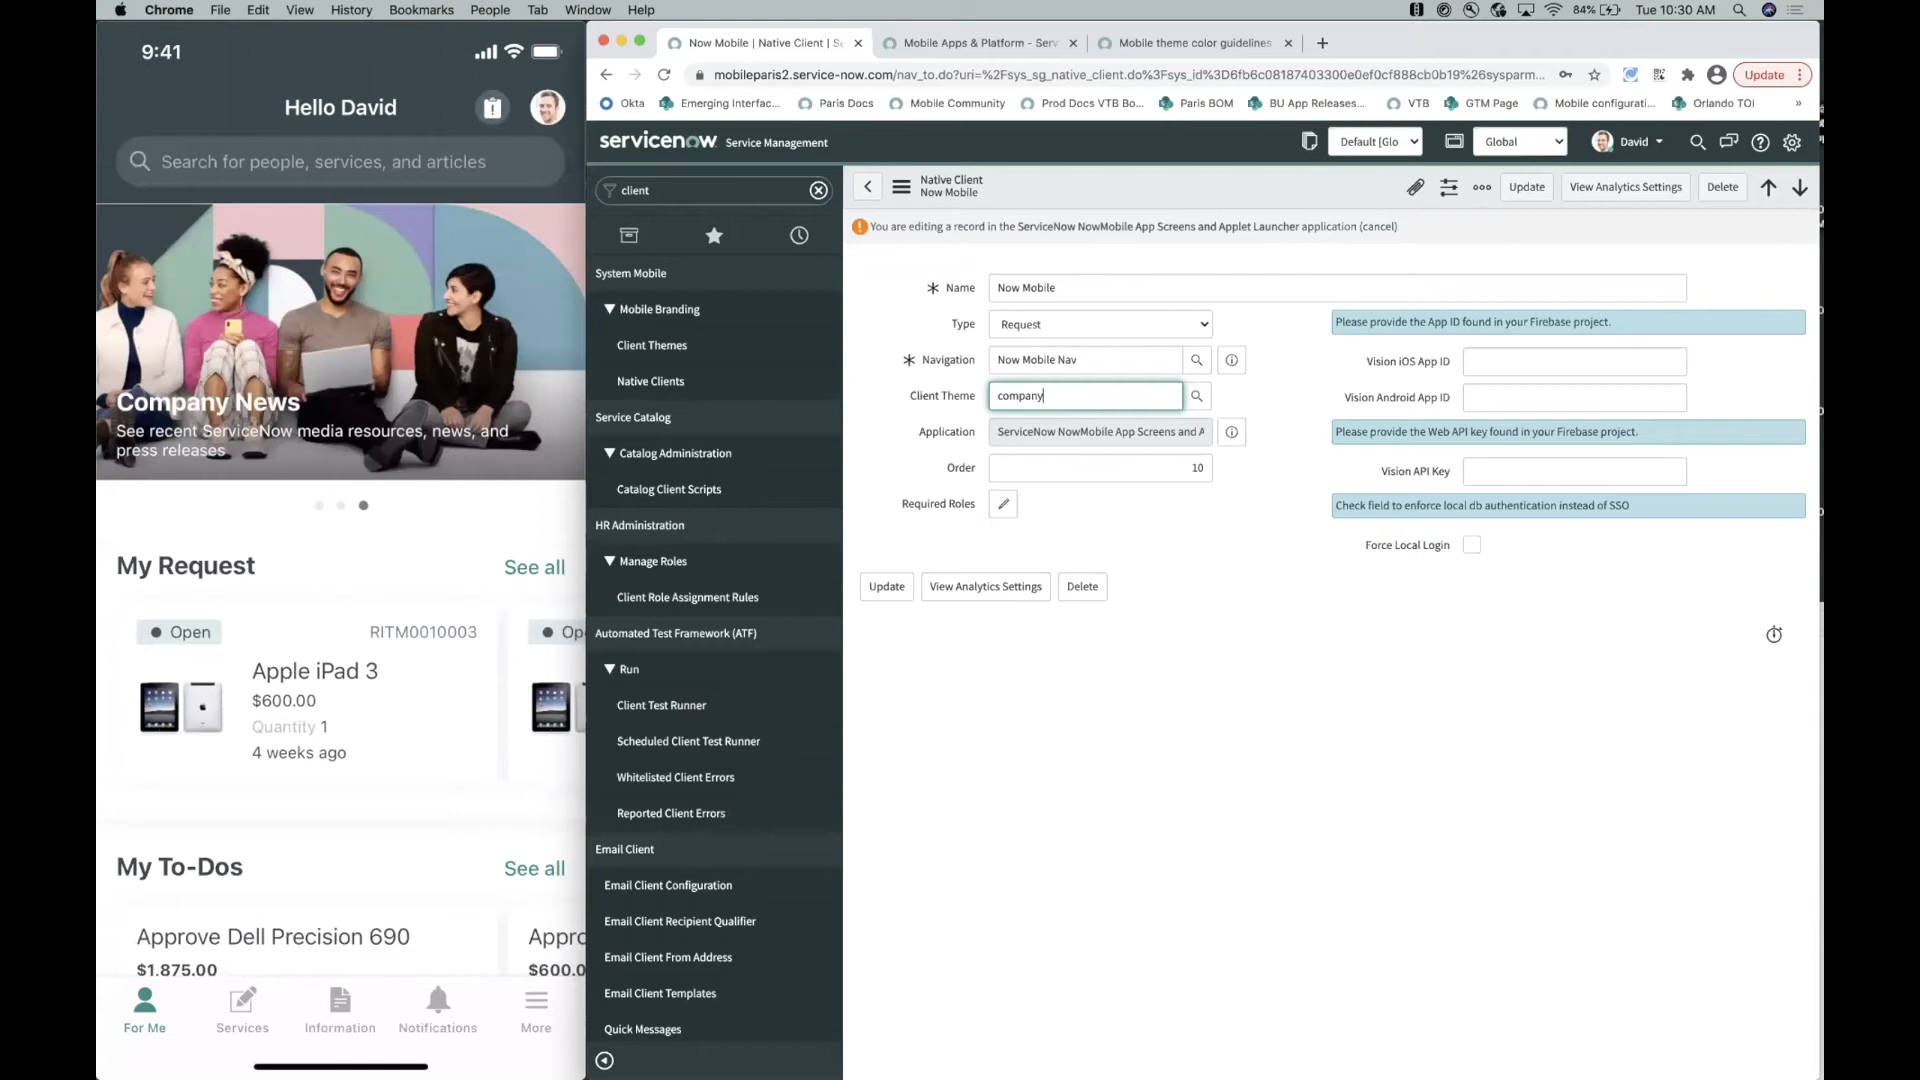 Chrome File Edit View History Bookmarks People Tab Window Help
84% Tue 10:30 AM
9:41
Hello David
Search for people, services, and articles
Company News
See recent ServiceNow media resources, news, and
press releases
My Request See all
Open RITM0010003
Apple iPad 3
$600.00
Quantity 1
4 weeks ago
My To-Dos See all
Approve Dell Precision 690
$1,875.00
For Me Services Information Notifications More
Now Mobile | Native Client | Mobile Apps & Platform - Serv Mobile theme color guidelines
mobileparis2.service-now.com/nav_to.do?uri=%2Fsys_sg_native_client.do%3Fsys_id%3D6fb6c08187403300e0ef0cf888cb0b19%26sysparm... Update
Okta Emerging Interfac... Paris Docs Mobile Community Prod Docs VTB Bo... Paris BOM BU App Releases... VTB GTM Page Mobile configurati... Orlando TOI »
servicenow Service Management Default [Glo Global David
client
System Mobile
Mobile Branding
Client Themes
Native Clients
Service Catalog
Catalog Administration
Catalog Client Scripts
HR Administration
Manage Roles
Client Role Assignment Rules
Automated Test Framework (ATF)
Run
Client Test Runner
Scheduled Client Test Runner
Whitelisted Client Errors
Reported Client Errors
Email Client
Email Client Configuration
Email Client Recipient Qualifier
Email Client From Address
Email Client Templates
Quick Messages
Native Client
Now Mobile
Update View Analytics Settings Delete
You are editing a record in the ServiceNow NowMobile App Screens and Applet Launcher application (cancel)
Name Now Mobile
Type Request
Navigation Now Mobile Nav
Client Theme company
Application ServiceNow NowMobile App Screens and A
Order 10
Required Roles
Please provide the App ID found in your Firebase project.
Vision iOS App ID
Vision Android App ID
Please provide the Web API key found in your Firebase project.
Vision API Key
Check field to enforce local db authentication instead of SSO
Force Local Login
Update View Analytics Settings Delete